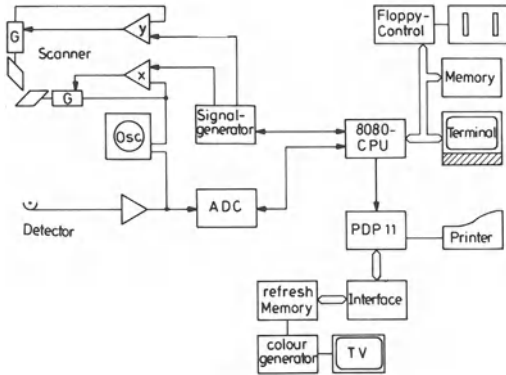 Floppy-
Control
G
y
Scanner
x
G
Memory
Signal-
generator
8080-
CPU
Terminal
Osc
ADC
Detector
PDP 11
Printer
refresh
Memory
Interface
colour
generator
TV